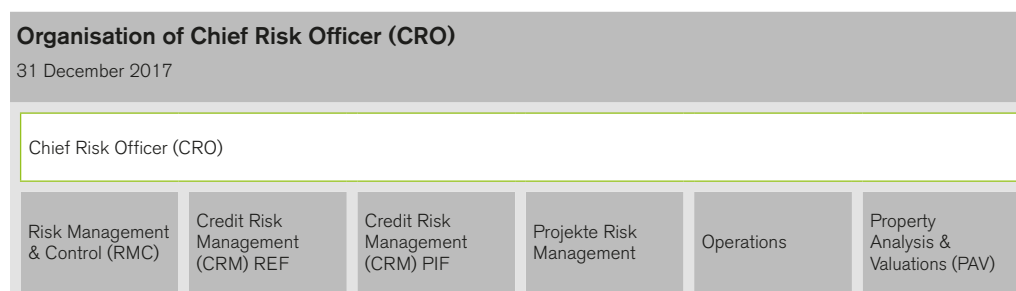 Organisation of Chief Risk Officer (CRO)
31 December 2017
Chief Risk Officer (CRO)
Risk Management
& Control (RMC)
Credit Risk
Management
(CRM) REF
Credit Risk
Management
(CRM) PIF
Projekte Risk
Management
Operations
Property
Analysis &
Valuations (PAV)